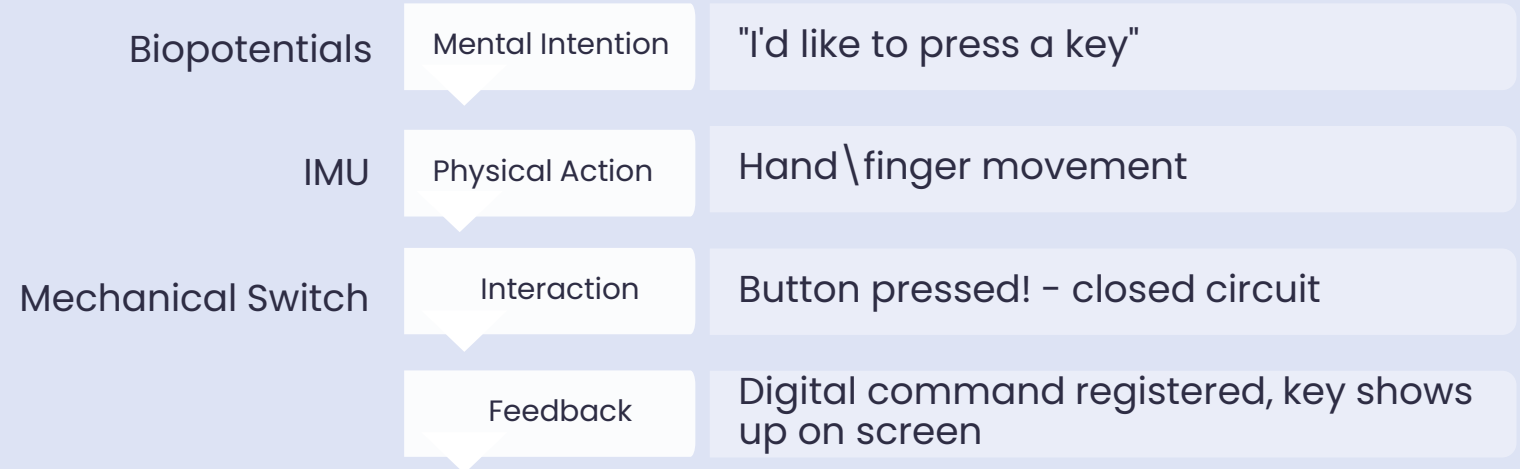 Biopotentials
Mental Intention
"I'd like to press a key"
IMU
Physical Action
Hand\finger movement
Mechanical Switch
Interaction
Button pressed! - closed circuit
Feedback
Digital command registered, key shows
up on screen